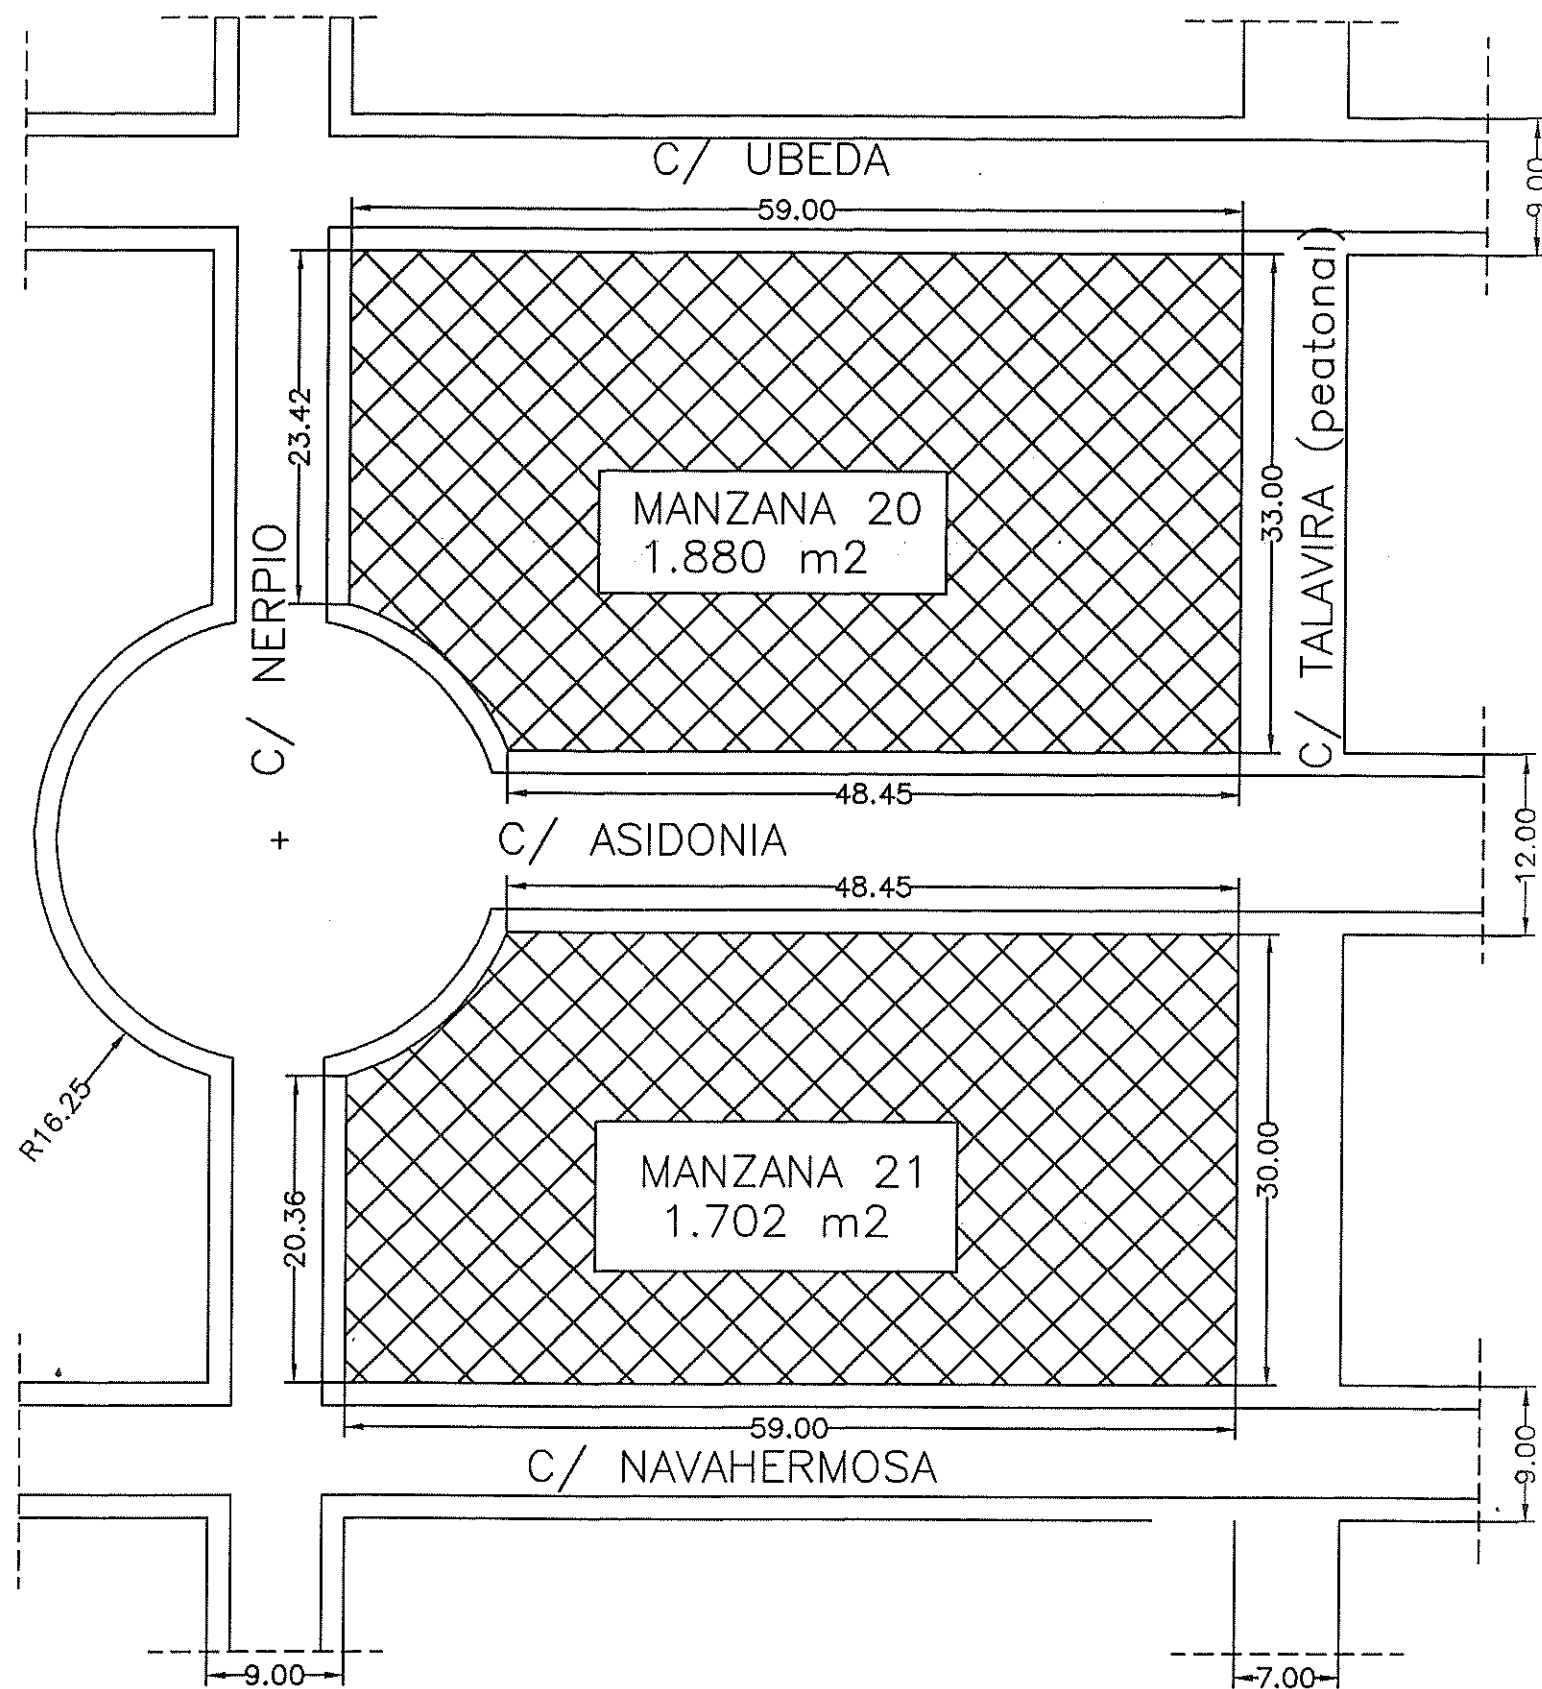 C/ UBEDA
59.00
9.00
23.42
MANZANA 20
1.880 m2
33.00
C/ TALAVIRA (peatonal)
C/ NERPIO
48.45
C/ ASIDONIA
12.00
48.45
R16.25
MANZANA 21
1.702 m2
20.36
30.00
59.00
C/ NAVAHERMOSA
9.00
9.00
7.00